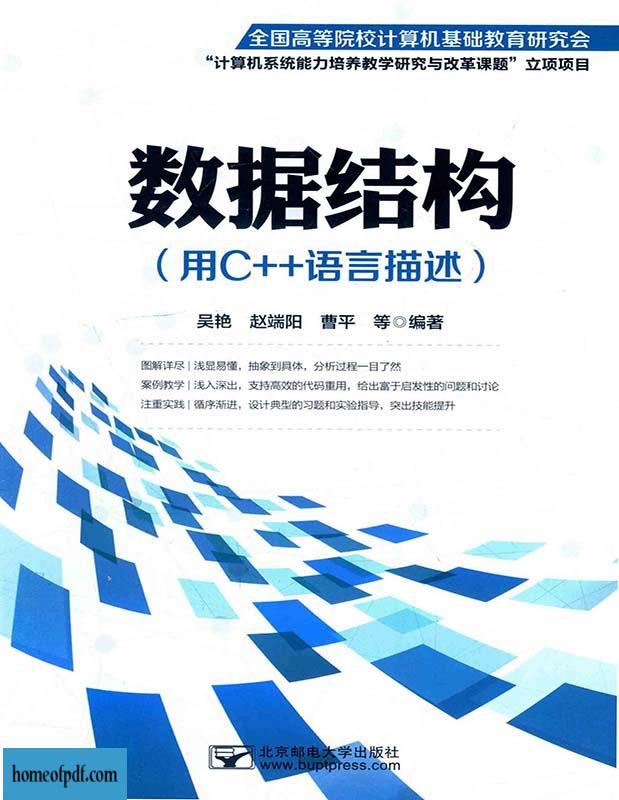 全国高等院校计算机基础教育研究会
“计算机系统能力培养教学研究与改革课题”立项项目
数据结构
（用C++语言描述）
吴艳 赵端阳 曹平 等◎编著
图解详尽|浅显易懂，抽象到具体，分析过程一目了然
案例教学|浅入深出，支持高效的代码重用，给出富于启发性的问题和讨论
注重实践|循序渐进，设计典型的习题和实验指导，突出技能提升
北京邮电大学出版社
www.buptpress.com
homeofpdf.com